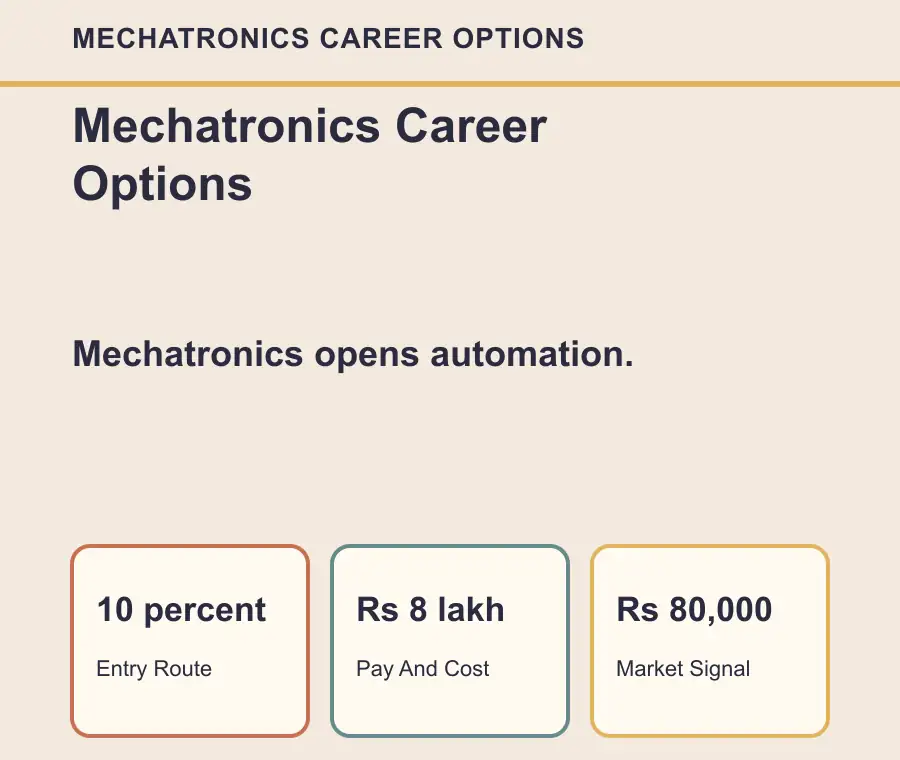 MECHATRONICS CAREER OPTIONS
Mechatronics Career
Options
Mechatronics opens automation.
10 percent
Entry Route
Rs 8 lakh
Pay And Cost
Rs 80,000
Market Signal